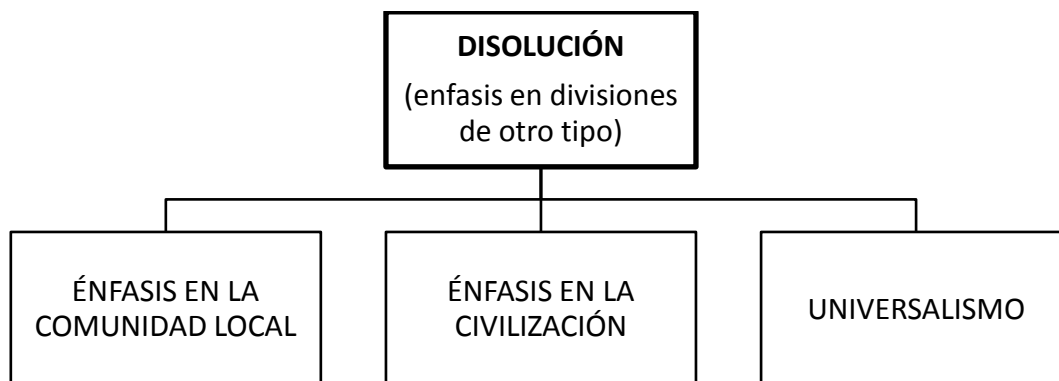 DISOLUCIÓN
(enfasis en divisiones
de otro tipo)
ÉNFASIS EN LA
COMUNIDAD LOCAL
ÉNFASIS EN LA
CIVILIZACIÓN
UNIVERSALISMO